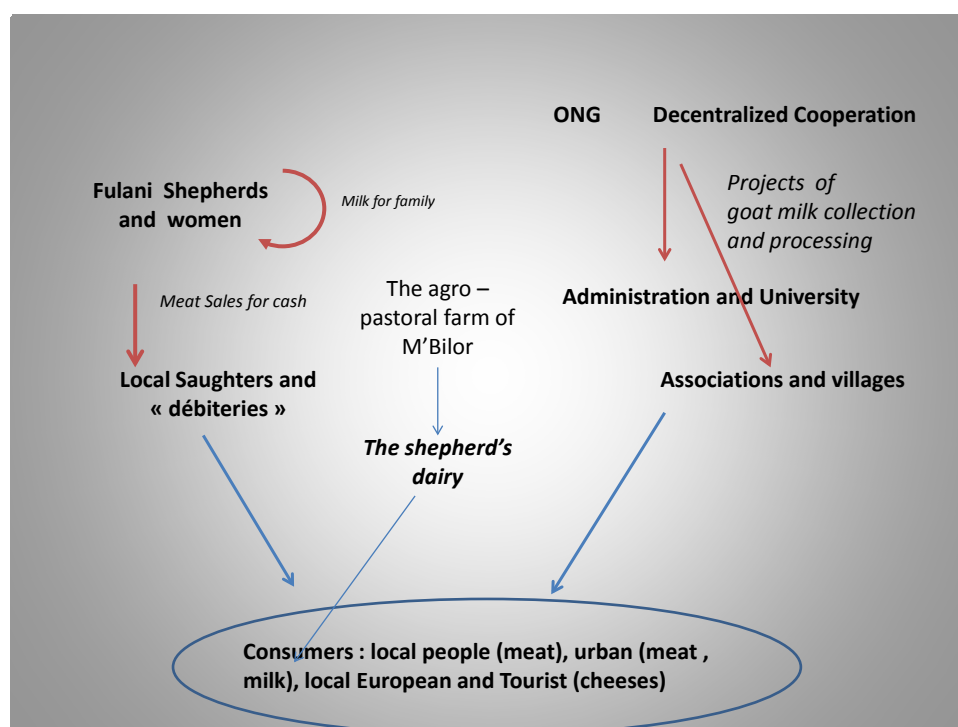 ONG Decentralized Cooperation
Fulani Shepherds
and women
Milk for family
Projects of
goat milk collection
and processing
Meat Sales for cash
The agro –
pastoral farm of
M'Bilor
Administration and University
Local Saughters and
« débiteries »
Associations and villages
The shepherd's
dairy
Consumers : local people (meat), urban (meat ,
milk), local European and Tourist (cheeses)